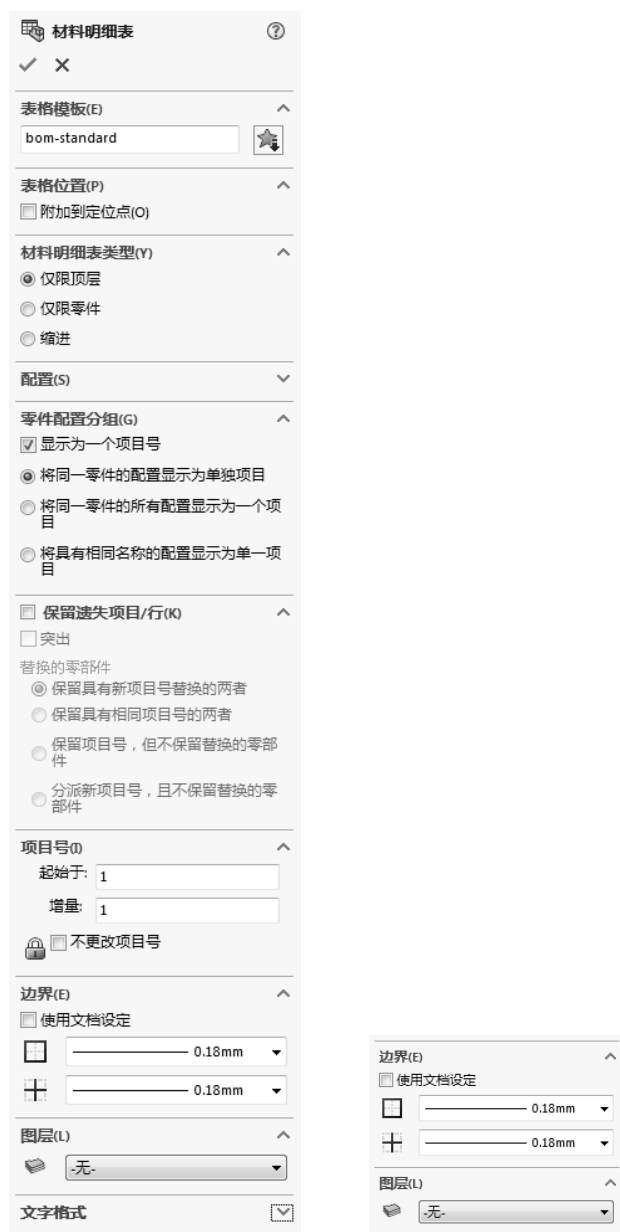 材料明细表
表格模板(E)
bom-standard
表格位置(P)
附加到定位点(O)
材料明细表类型(Y)
仅限顶层
仅限零件
缩进
配置(S)
零件配置分组(G)
显示为一个项目号
将同一零件的配置显示为单独项目
将同一零件的所有配置显示为一个项
目
将具有相同名称的配置显示为单一项
目
保留遗失项目/行(K)
突出
替换的零部件
保留具有新项目号替换的两者
保留具有相同项目号的两者
保留项目号，但不保留替换的零部
件
分派新项目号，且不保留替换的零
部件
项目号(I)
起始于: 1
增量: 1
不更改项目号
边界(E)
使用文档设定
0.18mm
0.18mm
图层(L)
-无-
文字格式
边界(E)
使用文档设定
0.18mm
0.18mm
图层(L)
-无-